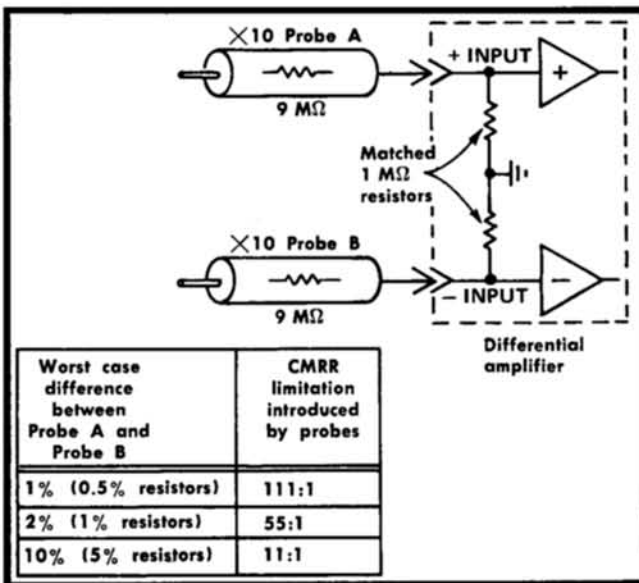 ×10 Probe A
9 MΩ
+ INPUT
+
Matched
1 MΩ
resistors
×10 Probe B
9 MΩ
− INPUT
−
Differential
amplifier
Worst case
difference
between
Probe A and
Probe B
CMRR
limitation
introduced
by probes
1% (0.5% resistors) 111:1
2% (1% resistors) 55:1
10% (5% resistors) 11:1